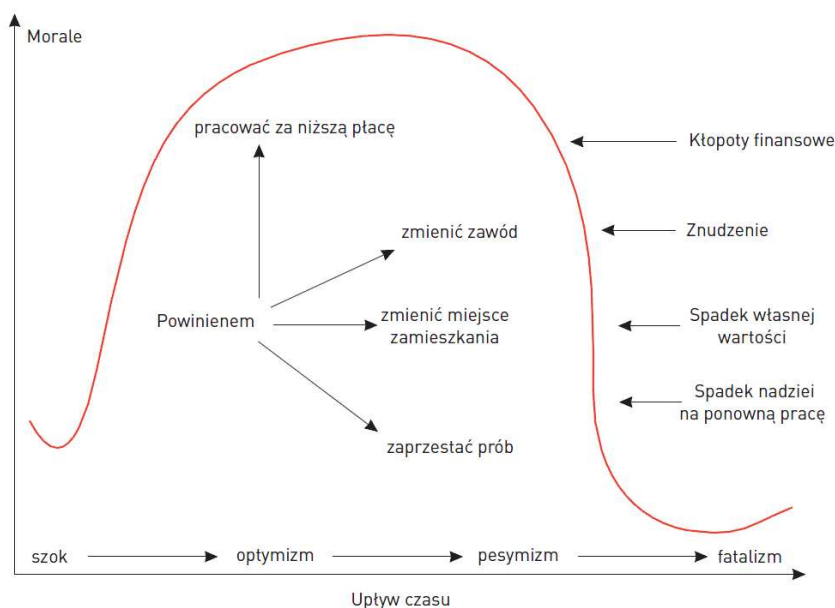 Morale
pracować za niższą płacę
Kłopoty finansowe
zmienić zawód
Znudzenie
Powinienem
zmienić miejsce
zamieszkania
Spadek własnej
wartości
Spadek nadziei
na ponowną pracę
zaprzestać prób
szok
optymizm
pesymizm
fatalizm
Upływ czasu